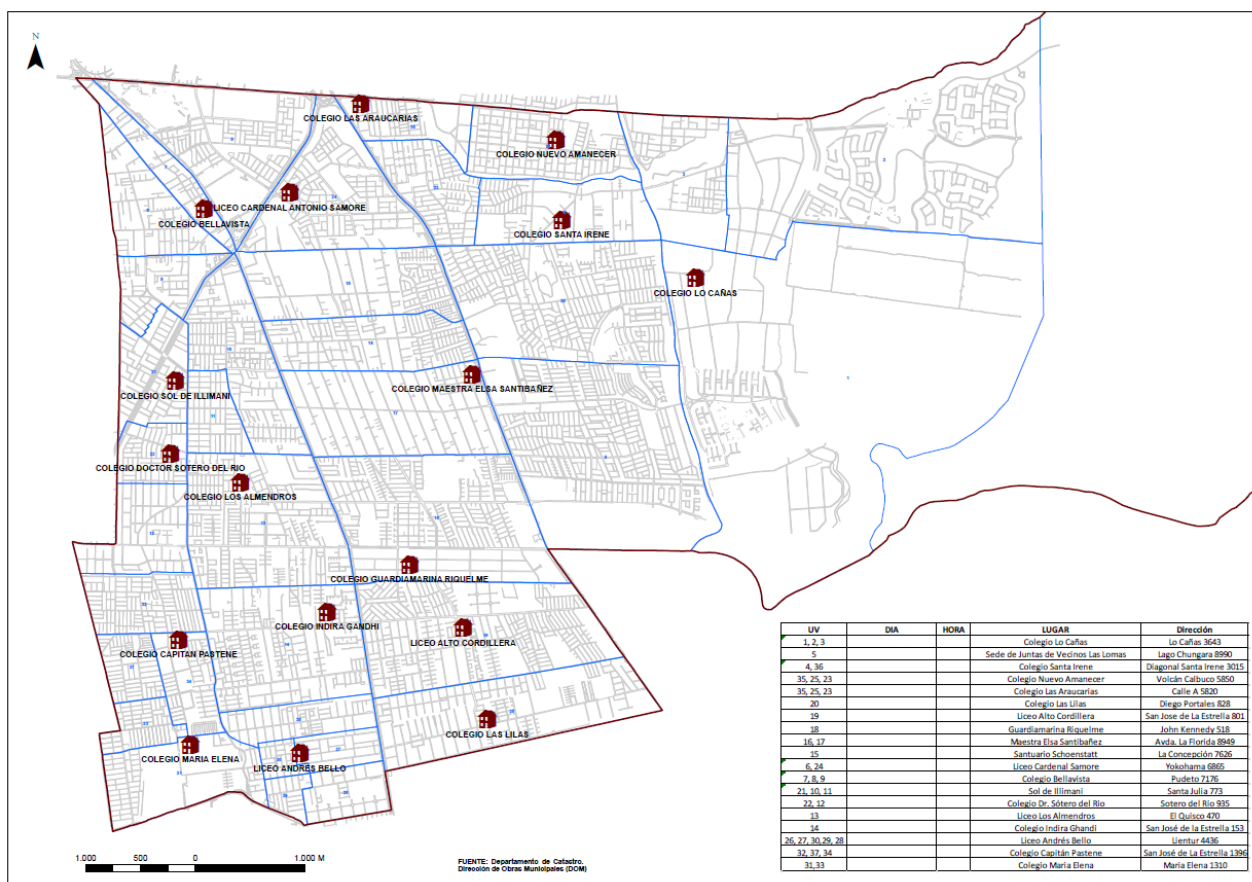 N
COLEGIO LAS ARAUCARIAS
COLEGIO NUEVO AMANECER
LICEO CARDENAL ANTONIO SAMORE
COLEGIO BELLAVISTA
COLEGIO SANTA IRENE
COLEGIO LO CAÑAS
COLEGIO MAESTRA ELSA SANTIBAÑEZ
COLEGIO SOL DE ILLIMANI
COLEGIO DOCTOR SOTERO DEL RIO
COLEGIO LOS ALMENDROS
COLEGIO GUARDIAMARINA RIQUELME
COLEGIO INDIRA GANDHI
LICEO ALTO CORDILLERA
COLEGIO CAPITAN PASTENE
COLEGIO LAS LILAS
COLEGIO MARIA ELENA
LICEO ANDRÉS BELLO
UV DIA HORA LUGAR Dirección
1, 2, 3 Colegio Lo Cañas Lo Cañas 3643
5 Sede de Juntas de Vecinos Las Lomas Lago Chungara 8990
4, 36 Colegio Santa Irene Diagonal Santa Irene 3015
35, 25, 23 Colegio Nuevo Amanecer Volcán Calbuco 5850
35, 25, 23 Colegio Las Araucarias Calle A 5820
20 Colegio Las Lilas Diego Portales 828
19 Liceo Alto Cordillera San Jose de La Estrella 801
18 Guardiamarina Riquelme John Kennedy 518
16, 17 Maestra Elsa Santibañez Avda. La Florida 8949
15 Santuario Schoenstatt La Concepción 7626
6, 24 Liceo Cardenal Samore Yokohama 6865
7, 8, 9 Colegio Bellavista Pudeto 7176
21, 10, 11 Sol de Illimani Santa Julia 773
22, 12 Colegio Dr. Sótero del Rio Sotero del Rio 935
13 Liceo Los Almendros El Quisco 470
14 Colegio Indira Ghandi San José de la Estrella 153
26, 27, 30,29, 28 Liceo Andrés Bello Lientur 4436
32, 37, 34 Colegio Capitán Pastene San José de La Estrella 1396
31,33 Colegio Maria Elena Maria Elena 1310
1.000 500 0 1.000 M
FUENTE: Departamento de Catastro.
Dirección de Obras Municipales (DOM)